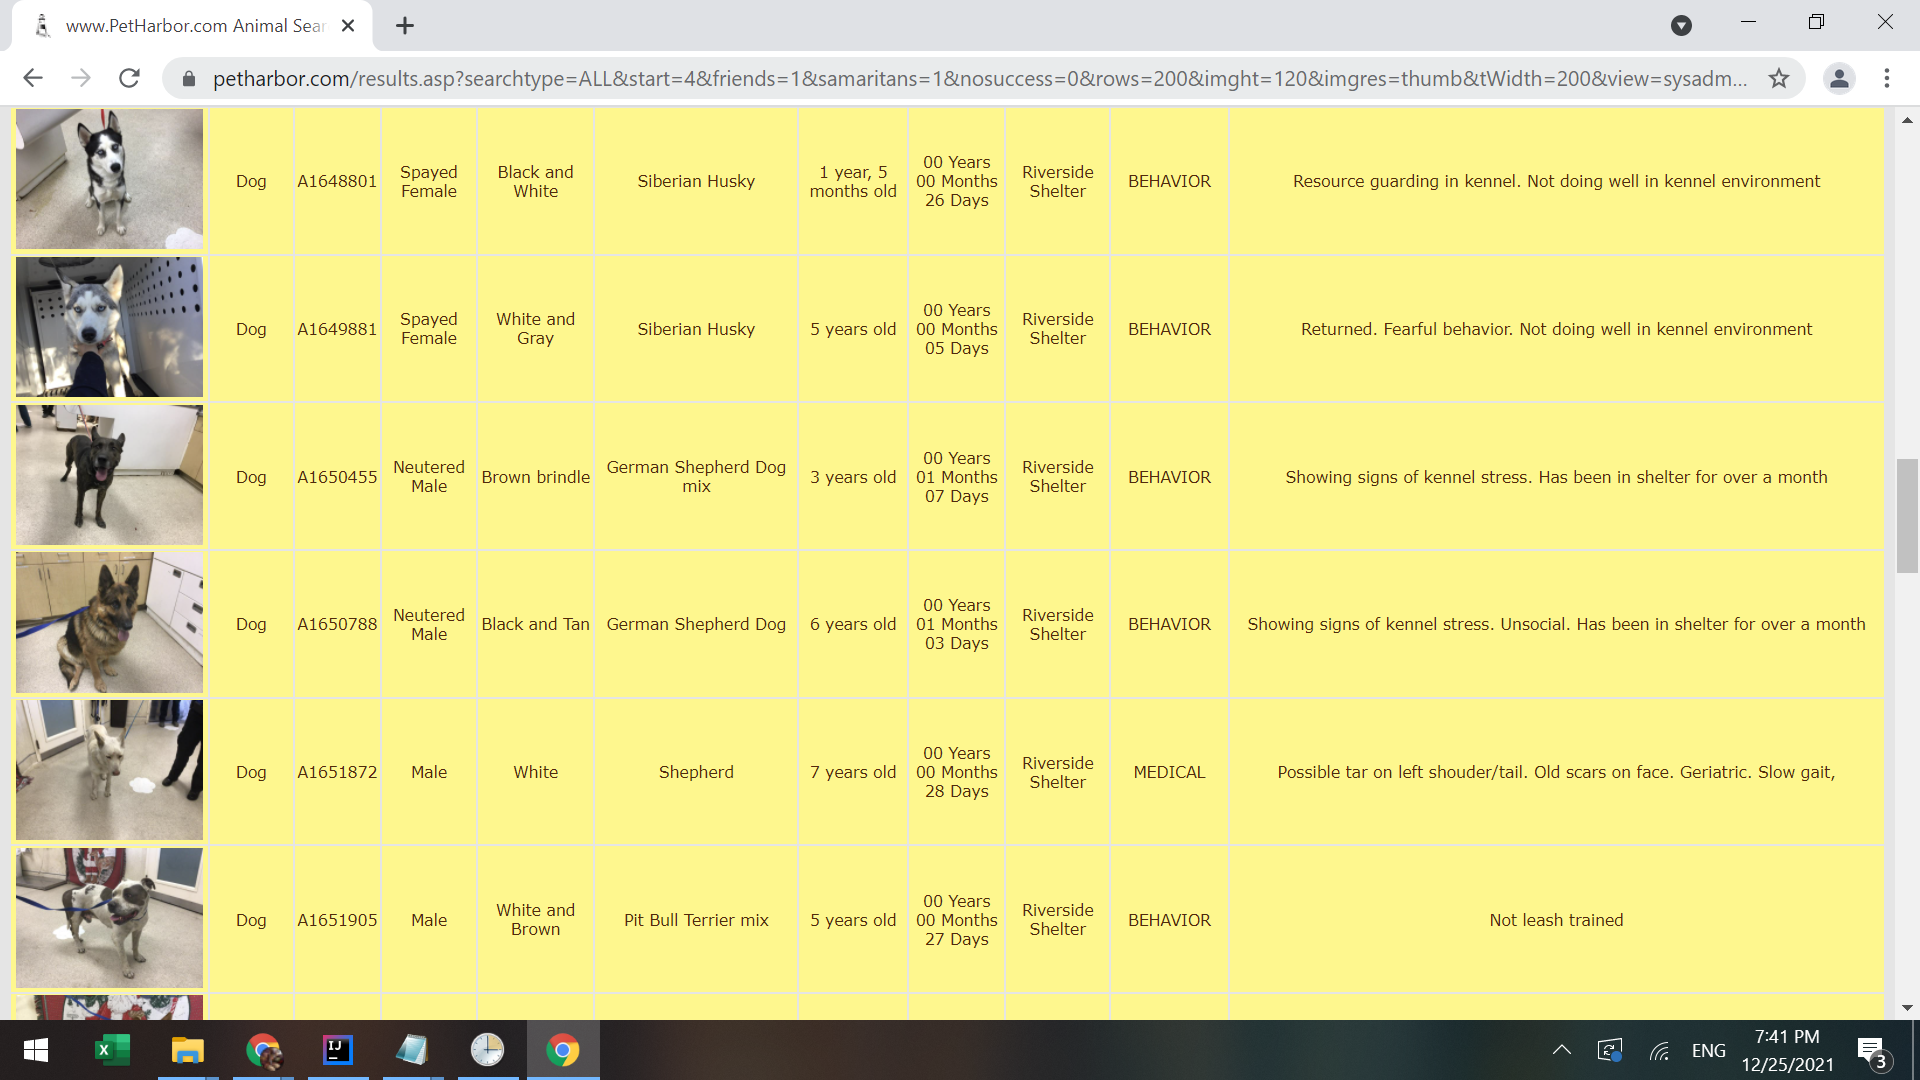 www.PetHarbor.com Animal Sear
petharbor.com/results.asp?searchtype=ALL&start=4&friends=1&samaritans=1&nosuccess=0&rows=200&imght=120&imgres=thumb&tWidth=200&view=sysadm...
Dog
A1648801
Spayed
Female
Black and
White
Siberian Husky
1 year, 5
months old
00 Years
00 Months
26 Days
Riverside
Shelter
BEHAVIOR
Resource guarding in kennel. Not doing well in kennel environment
Dog
A1649881
Spayed
Female
White and
Gray
Siberian Husky
5 years old
00 Years
00 Months
05 Days
Riverside
Shelter
BEHAVIOR
Returned. Fearful behavior. Not doing well in kennel environment
Dog
A1650455
Neutered
Male
Brown brindle
German Shepherd Dog
mix
3 years old
00 Years
01 Months
07 Days
Riverside
Shelter
BEHAVIOR
Showing signs of kennel stress. Has been in shelter for over a month
Dog
A1650788
Neutered
Male
Black and Tan
German Shepherd Dog
6 years old
00 Years
01 Months
03 Days
Riverside
Shelter
BEHAVIOR
Showing signs of kennel stress. Unsocial. Has been in shelter for over a month
Dog
A1651872
Male
White
Shepherd
7 years old
00 Years
00 Months
28 Days
Riverside
Shelter
MEDICAL
Possible tar on left shouder/tail. Old scars on face. Geriatric. Slow gait,
Dog
A1651905
Male
White and
Brown
Pit Bull Terrier mix
5 years old
00 Years
00 Months
27 Days
Riverside
Shelter
BEHAVIOR
Not leash trained
X
IJ
ENG
7:41 PM
12/25/2021
3